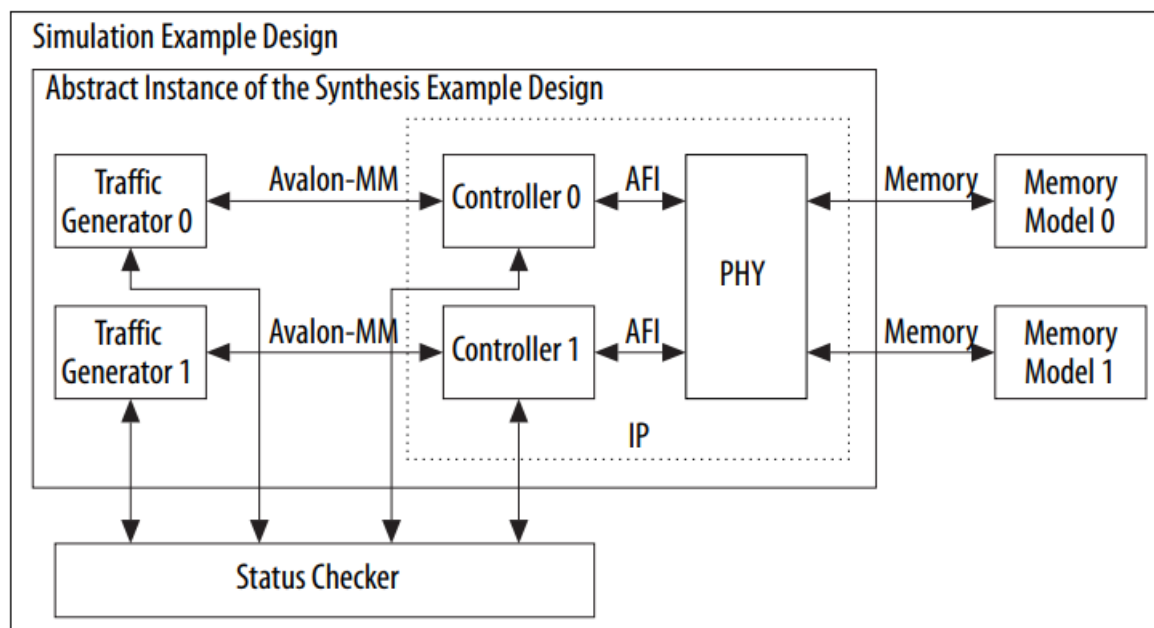 Simulation Example Design
Abstract Instance of the Synthesis Example Design
Traffic
Generator 0
Avalon-MM
Controller 0
AFI
PHY
Memory
Memory
Model 0
Traffic
Generator 1
Avalon-MM
Controller 1
AFI
Memory
Memory
Model 1
IP
Status Checker